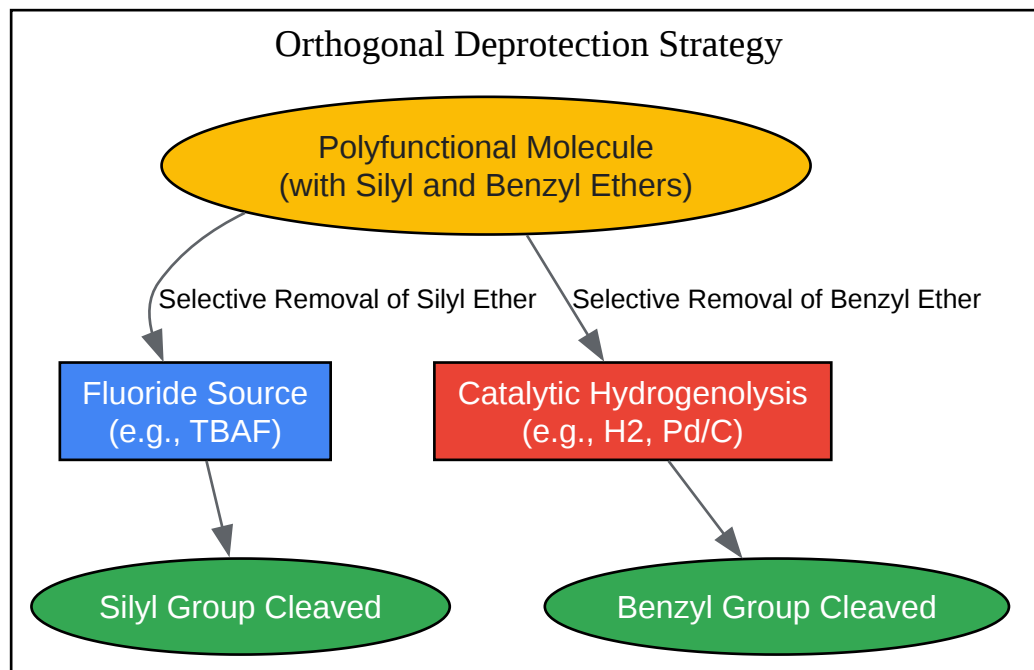 Orthogonal Deprotection Strategy
Polyfunctional Molecule
(with Silyl and Benzyl Ethers)
Selective Removal of Silyl Ether
Selective Removal of Benzyl Ether
Fluoride Source
(e.g., TBAF)
Catalytic Hydrogenolysis
(e.g., H2, Pd/C)
Silyl Group Cleaved
Benzyl Group Cleaved